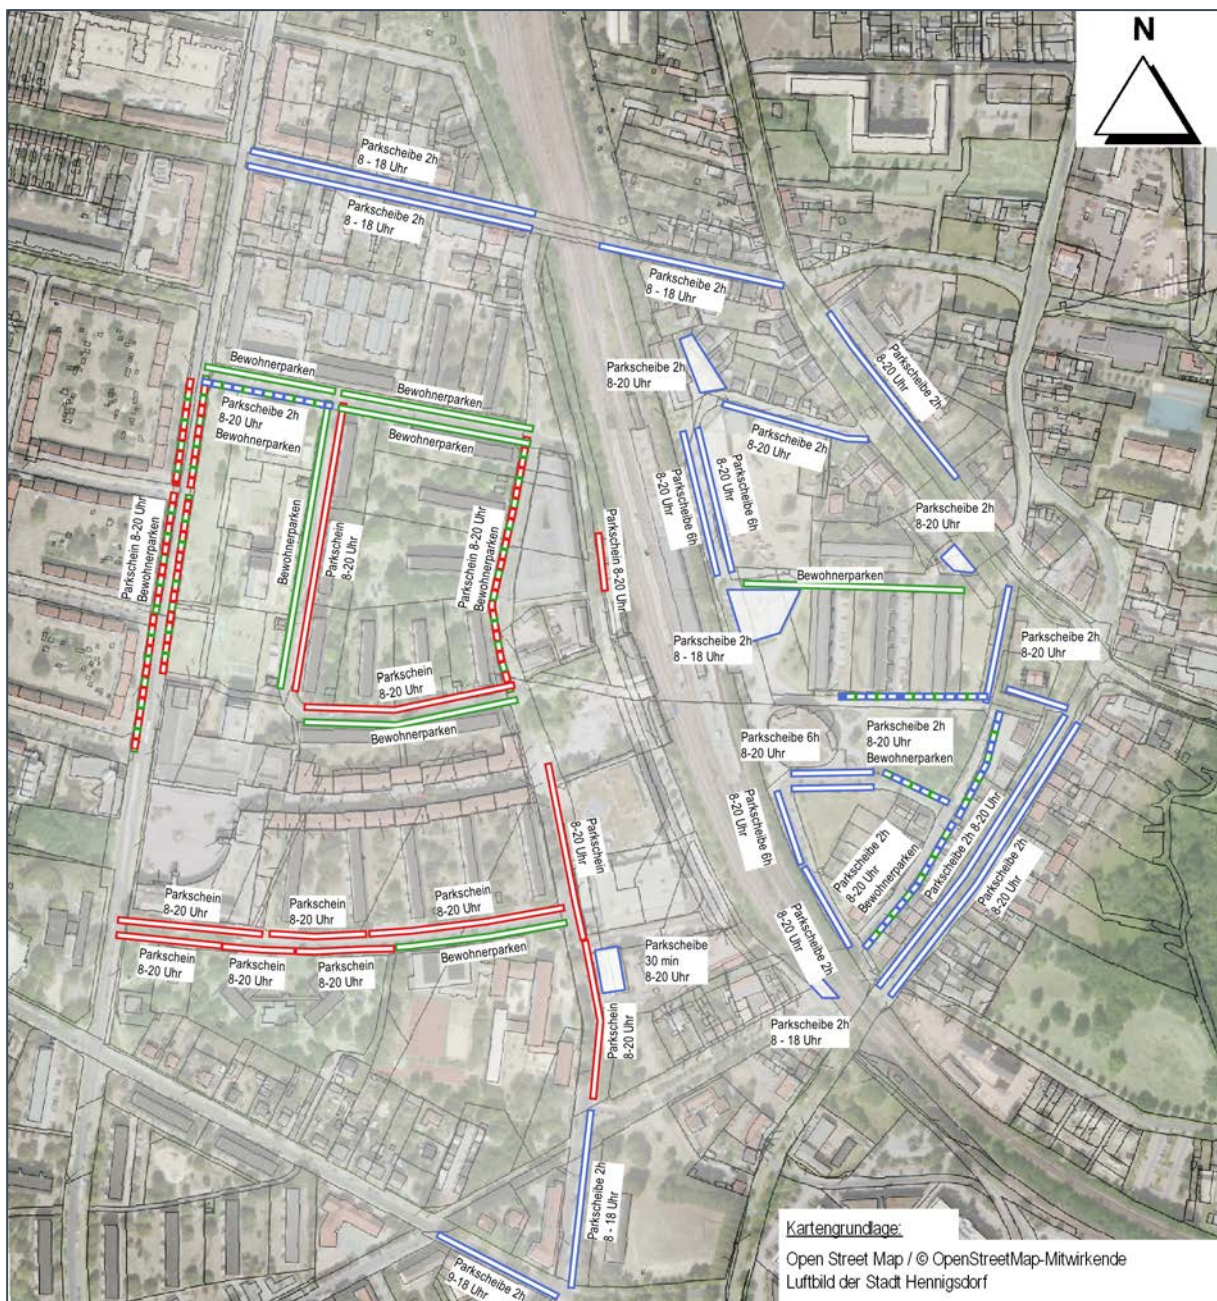 N
Parkscheibe 2h
8 - 18 Uhr
Parkscheibe 2h
8 - 18 Uhr
Parkscheibe 2h
8 - 18 Uhr
Bewohnerparken
Bewohnerparken
Parkscheibe 2h
8-20 Uhr
Parkscheibe 2h
8-20 Uhr
Parkscheibe 2h
8-20 Uhr
Bewohnerparken
Bewohnerparken
Parkscheibe 2h
8-20 Uhr
Parkscheibe 6h
8-20 Uhr
Parkscheibe 6h
8-20 Uhr
Parkscheibe 2h
8-20 Uhr
Parkschein 8-20 Uhr
Bewohnerparken
Bewohnerparken
Parkschein
8-20 Uhr
Parkschein 8-20 Uhr
Bewohnerparken
Parkschein 8-20 Uhr
Bewohnerparken
Parkscheibe 2h
8 - 18 Uhr
Parkscheibe 2h
8-20 Uhr
Parkschein
8-20 Uhr
Bewohnerparken
Parkscheibe 6h
8-20 Uhr
Parkscheibe 2h
8-20 Uhr
Bewohnerparken
Parkschein
8-20 Uhr
Parkscheibe 6h
8-20 Uhr
Parkscheibe 2h
8-20 Uhr
Bewohnerparken
Parkscheibe 2h 8-20 Uhr
Parkscheibe 2h
8-20 Uhr
Parkschein
8-20 Uhr
Parkschein
8-20 Uhr
Parkschein
8-20 Uhr
Parkschein
8-20 Uhr
Parkschein
8-20 Uhr
Parkschein
8-20 Uhr
Bewohnerparken
Parkscheibe
30 min
8-20 Uhr
Parkscheibe 2h
8-20 Uhr
Parkschein
8-20 Uhr
Parkscheibe 2h
8 - 18 Uhr
Parkscheibe 2h
8 - 18 Uhr
Parkscheibe 2h
9-18 Uhr
Kartengrundlage:
Open Street Map / © OpenStreetMap-Mitwirkende
Luftbild der Stadt Hennigsdorf